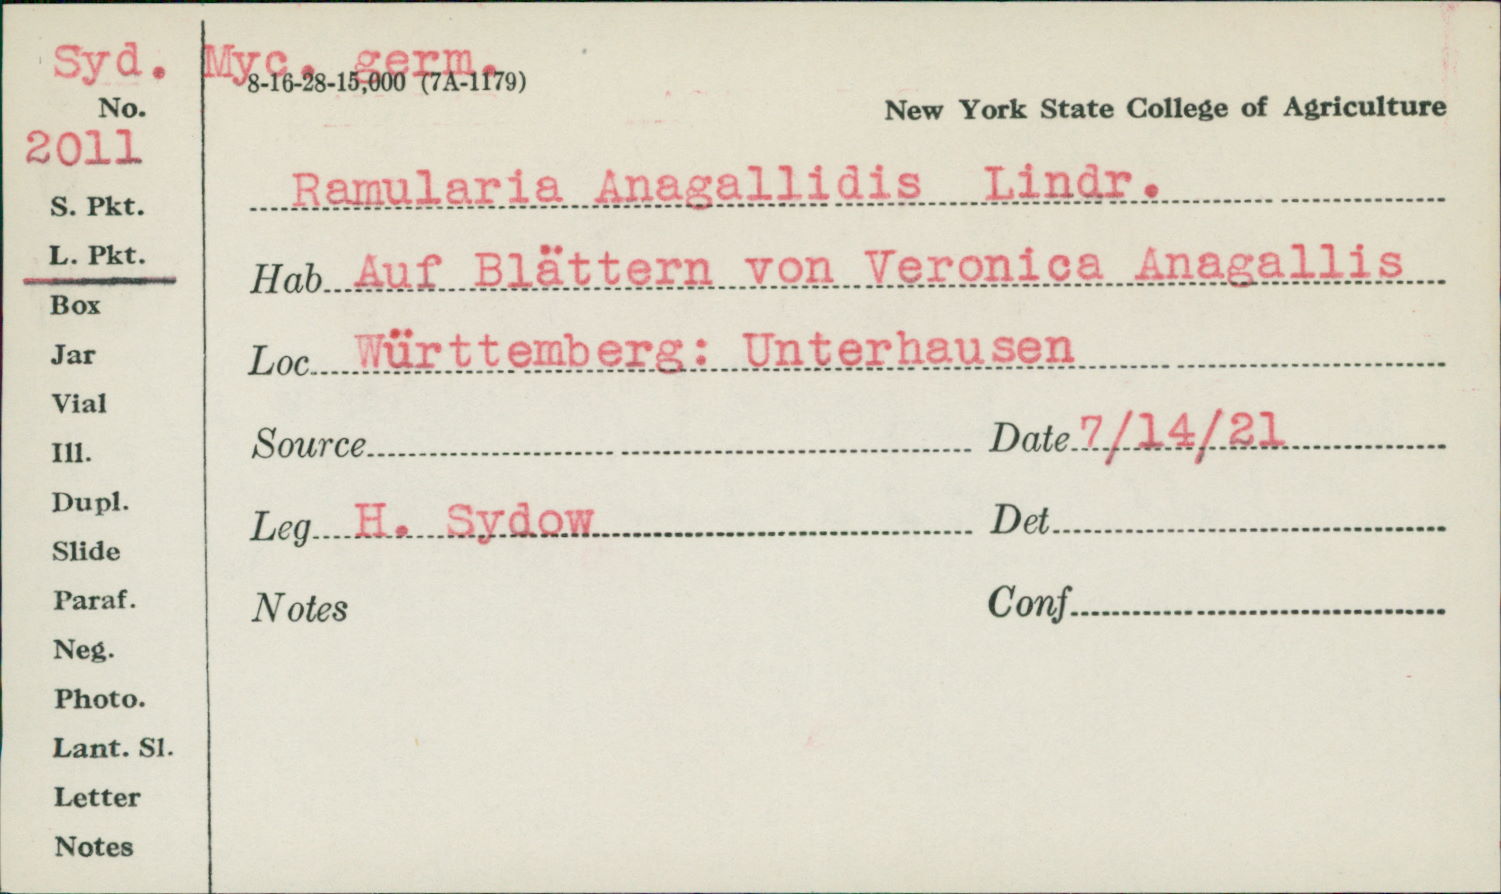 Syd. Myc. germ.
8-16-28-15,000 (7A-1179)
No.
New York State College of Agriculture
2011
Ramularia Anagallidis Lindr.
S. Pkt.
L. Pkt.
Hab Auf Blättern von Veronica Anagallis
Box
Jar
Loc Württemberg: Unterhausen
Vial
Ill.
Source Date 7/14/21
Dupl.
Leg H. Sydow Det
Slide
Paraf.
Notes Conf
Neg.
Photo.
Lant. Sl.
Letter
Notes